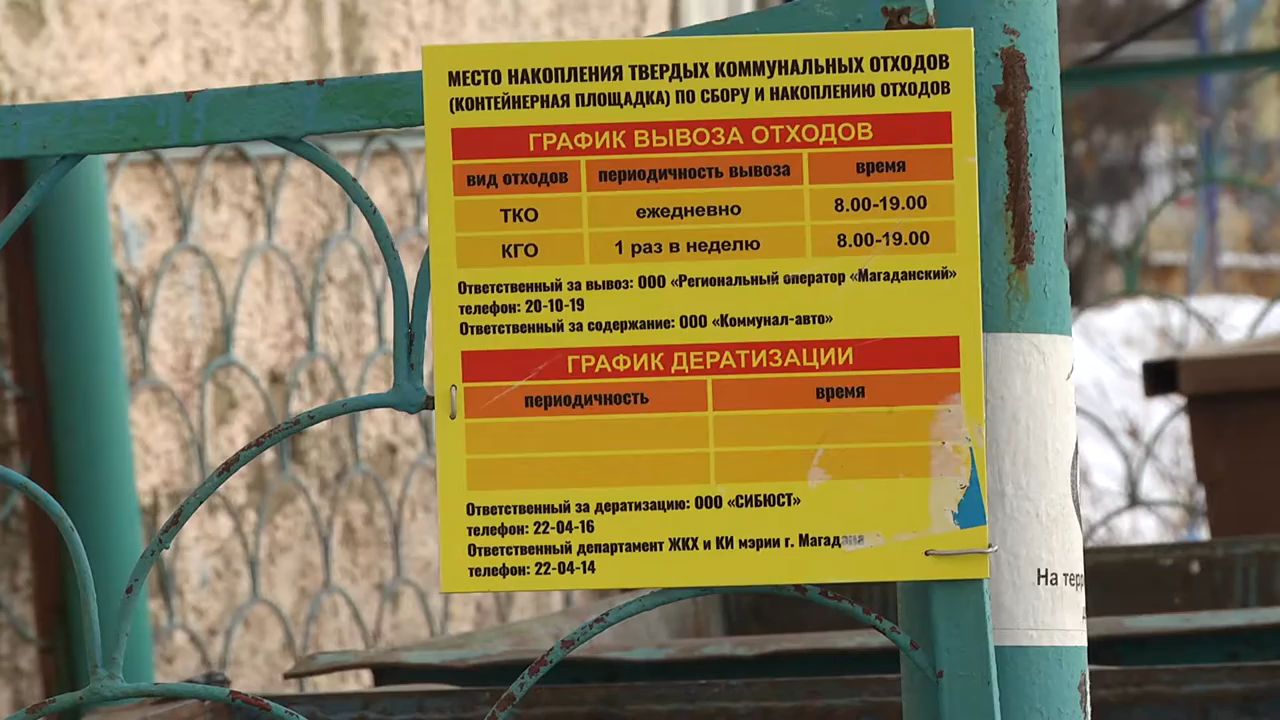 МЕСТО НАКОПЛЕНИЯ ТВЕРДЫХ КОММУНАЛЬНЫХ ОТХОДОВ
(КОНТЕЙНЕРНАЯ ПЛОЩАДКА) ПО СБОРУ И НАКОПЛЕНИЮ ОТХОДОВ
ГРАФИК ВЫВОЗА ОТХОДОВ
вид отходов периодичность вывоза время
ТКО ежедневно 8.00-19.00
КГО 1 раз в неделю 8.00-19.00
Ответственный за вывоз: ООО «Региональный оператор «Магаданский»
телефон: 20-10-19
Ответственный за содержание: ООО «Коммунал-авто»
ГРАФИК ДЕРАТИЗАЦИИ
периодичность время
Ответственный за дератизацию: ООО «СИБЮСТ»
телефон: 22-04-16
Ответственный департамент ЖКХ и КИ мэрии г. Магадана
телефон: 22-04-14
На